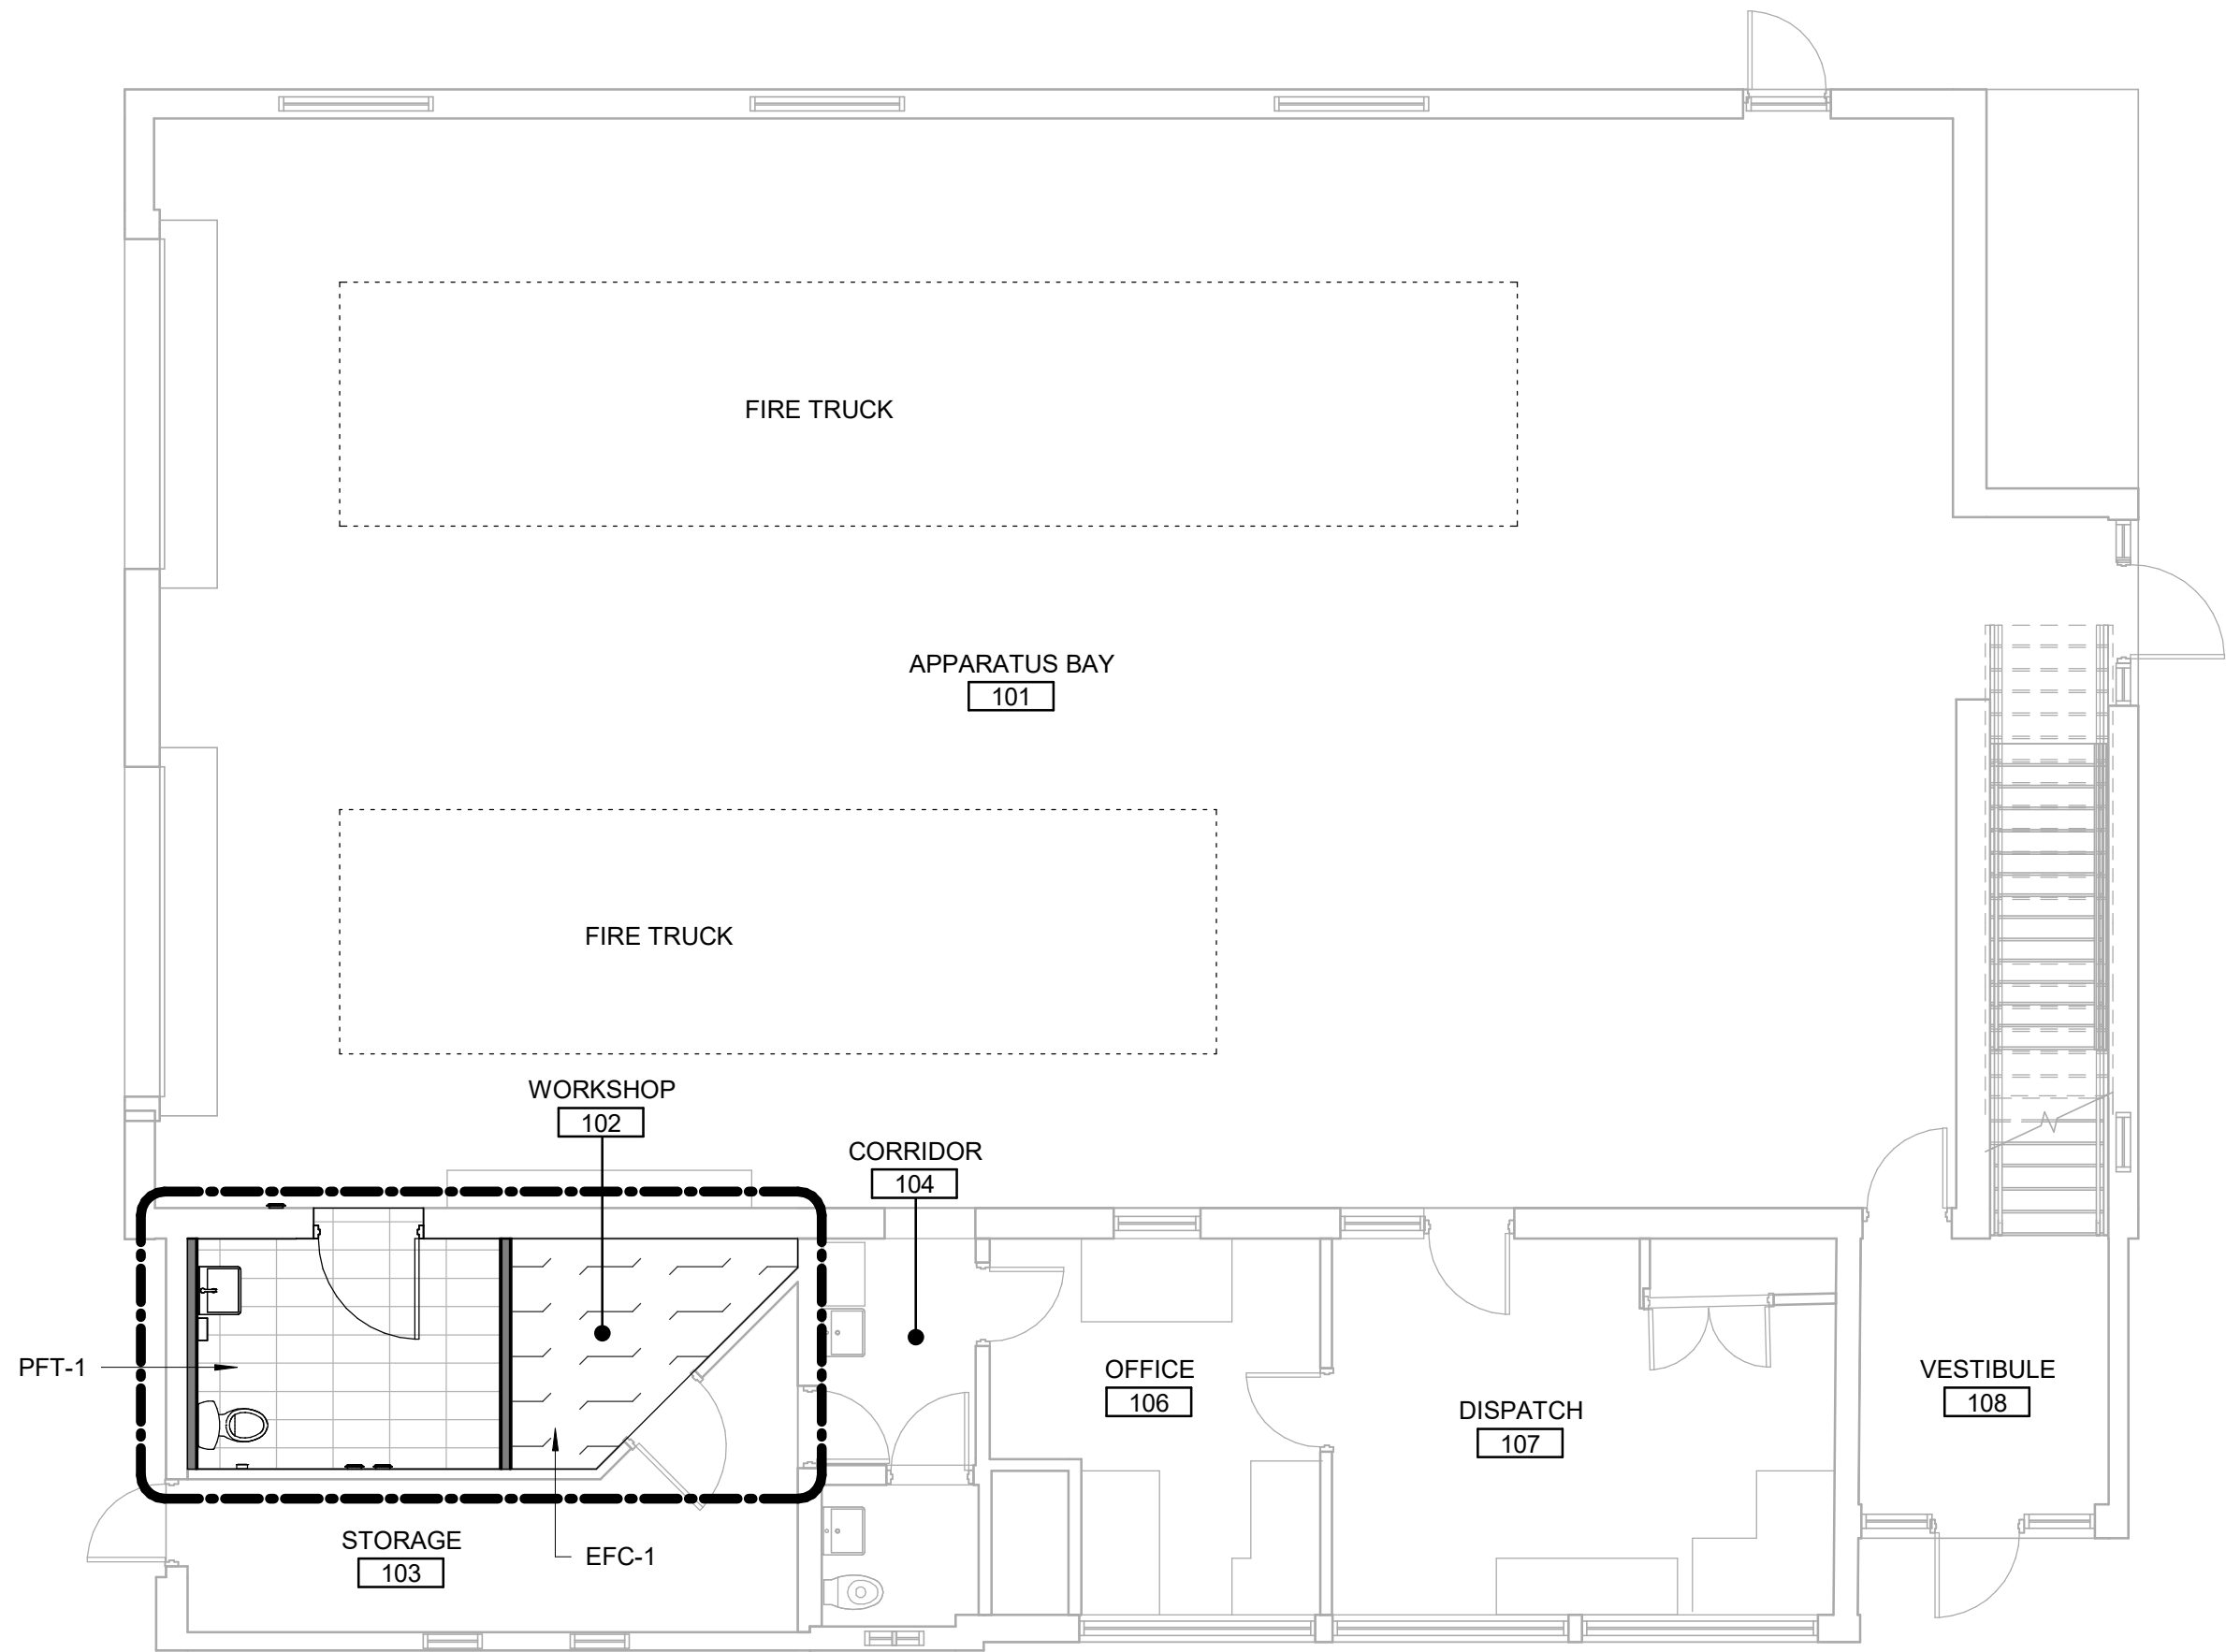 FIRE TRUCK
APPARATUS BAY
101
FIRE TRUCK
WORKSHOP
102
CORRIDOR
104
PFT-1
OFFICE
106
DISPATCH
107
VESTIBULE
108
STORAGE
103
EFC-1